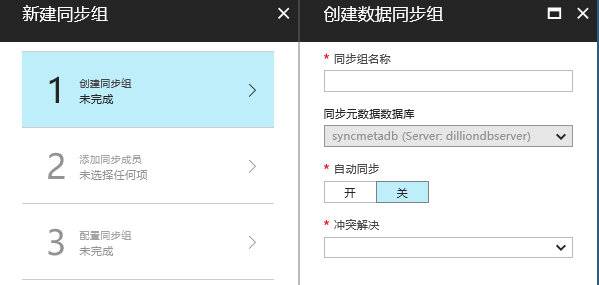 新建同步组
1
创建同步组
未完成
2
添加同步成员
未选择任何项
3
配置同步组
未完成
创建数据同步组
* 同步组名称
同步元数据数据库
syncmetadb (Server: dilliondbserver)
* 自动同步
开 关
* 冲突解决